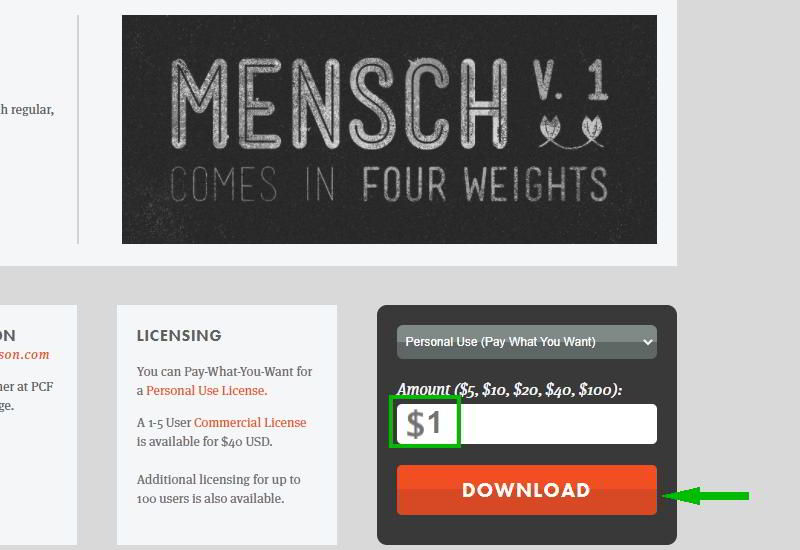 h regular,
MENSCH V. 1
COMES IN FOUR WEIGHTS
ON
son.com
ner at PCF
ge.
LICENSING
You can Pay-What-You-Want for
a Personal Use License.
A 1-5 User Commercial License
is available for $40 USD.
Additional licensing for up to
100 users is also available.
Personal Use (Pay What You Want)
Amount ($5, $10, $20, $40, $100):
$1
DOWNLOAD